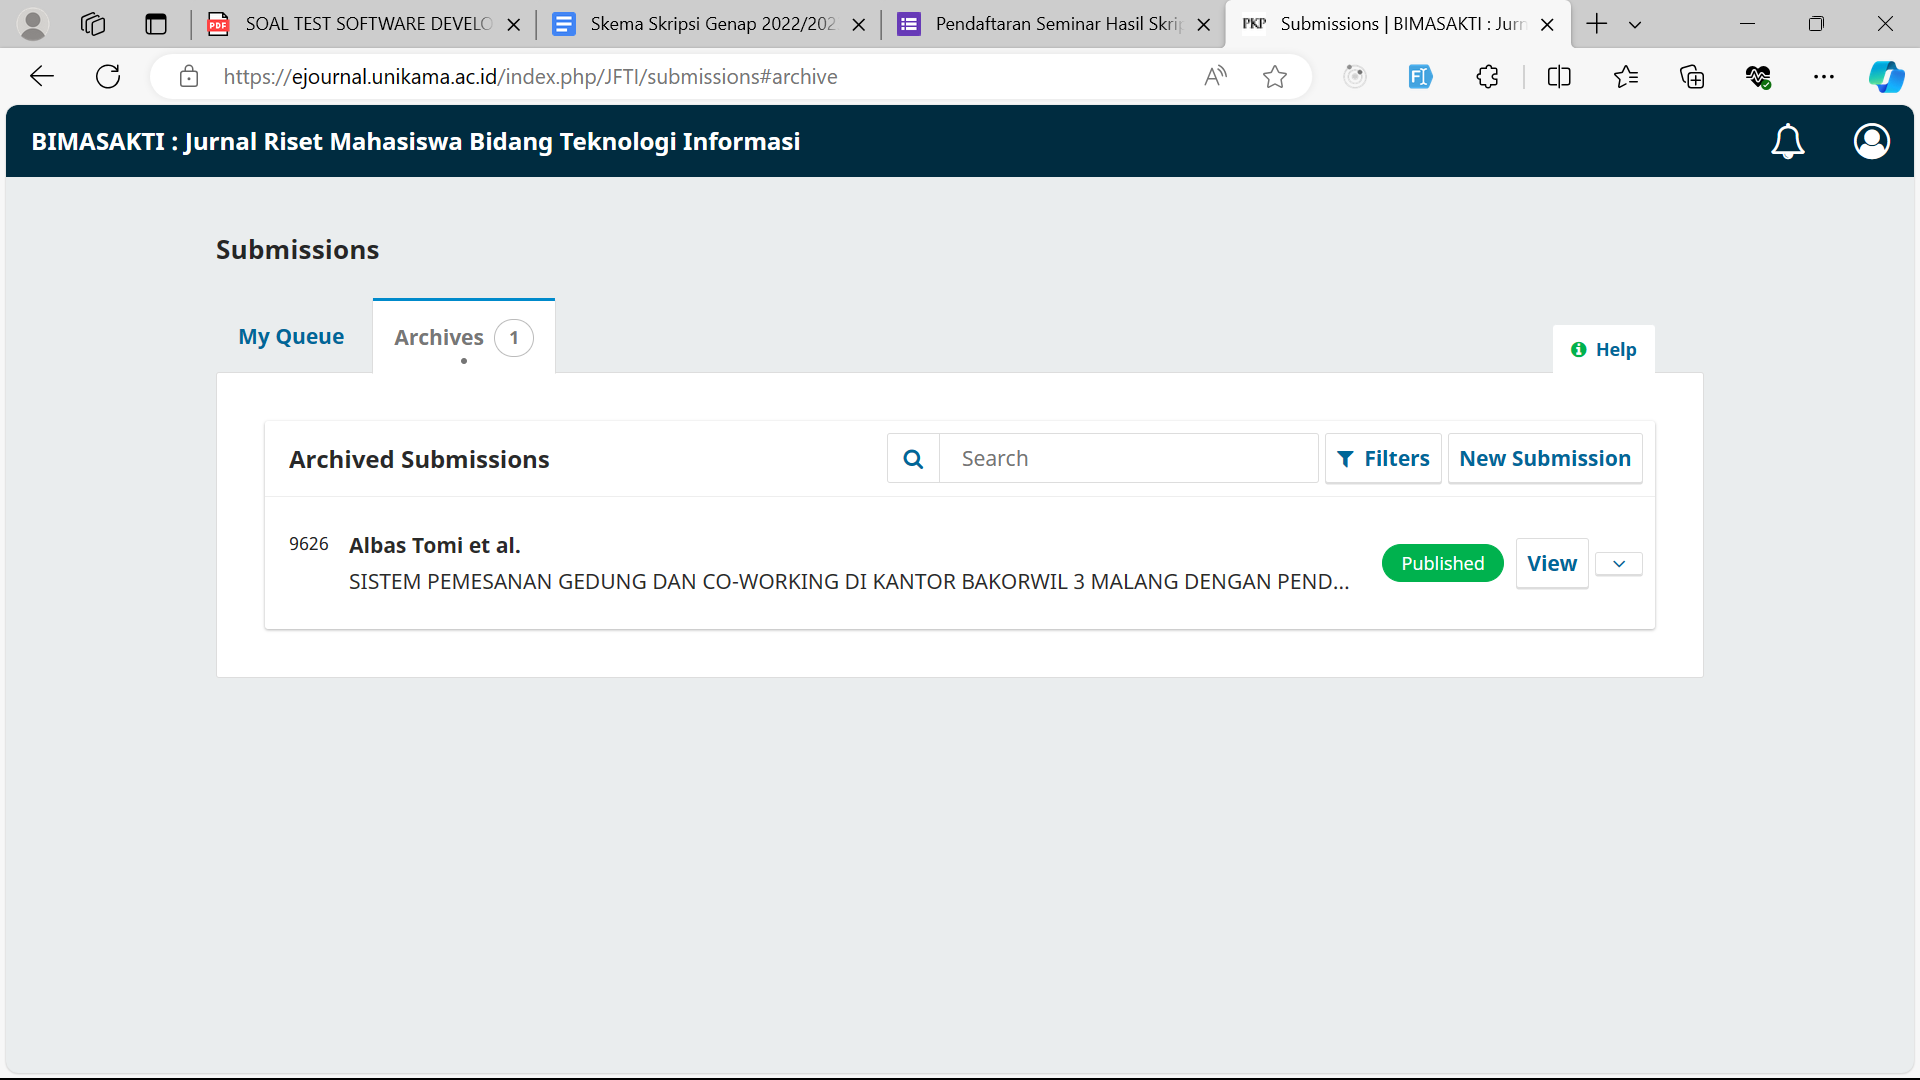 SOAL TEST SOFTWARE DEVELO
Skema Skripsi Genap 2022/202
Pendaftaran Seminar Hasil Skrip
PKP Submissions | BIMASAKTI : Jurn
https://ejournal.unikama.ac.id/index.php/JFTI/submissions#archive
BIMASAKTI : Jurnal Riset Mahasiswa Bidang Teknologi Informasi
Submissions
My Queue
Archives 1
Help
Archived Submissions
Search
Filters
New Submission
9626 Albas Tomi et al.
SISTEM PEMESANAN GEDUNG DAN CO-WORKING DI KANTOR BAKORWIL 3 MALANG DENGAN PEND...
Published
View